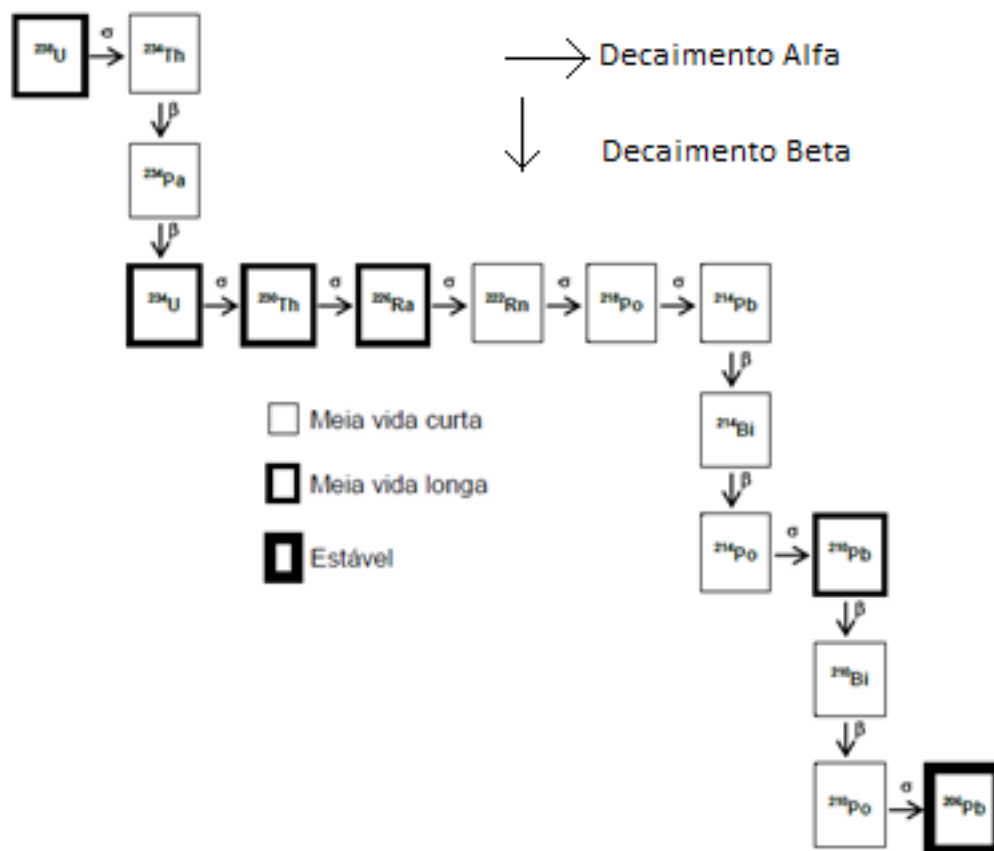 ²³⁸U α ²³⁴Th
Decaimento Alfa
β
Decaimento Beta
²³⁴Pa
β
²³⁴U α ²³⁰Th α ²²⁶Ra α ²²²Rn α ²¹⁸Po α ²¹⁴Pb
β
Meia vida curta
²¹⁴Bi
Meia vida longa
β
Estável
²¹⁴Po α ²¹⁰Pb
β
²¹⁰Bi
β
²¹⁰Po α ²⁰⁶Pb